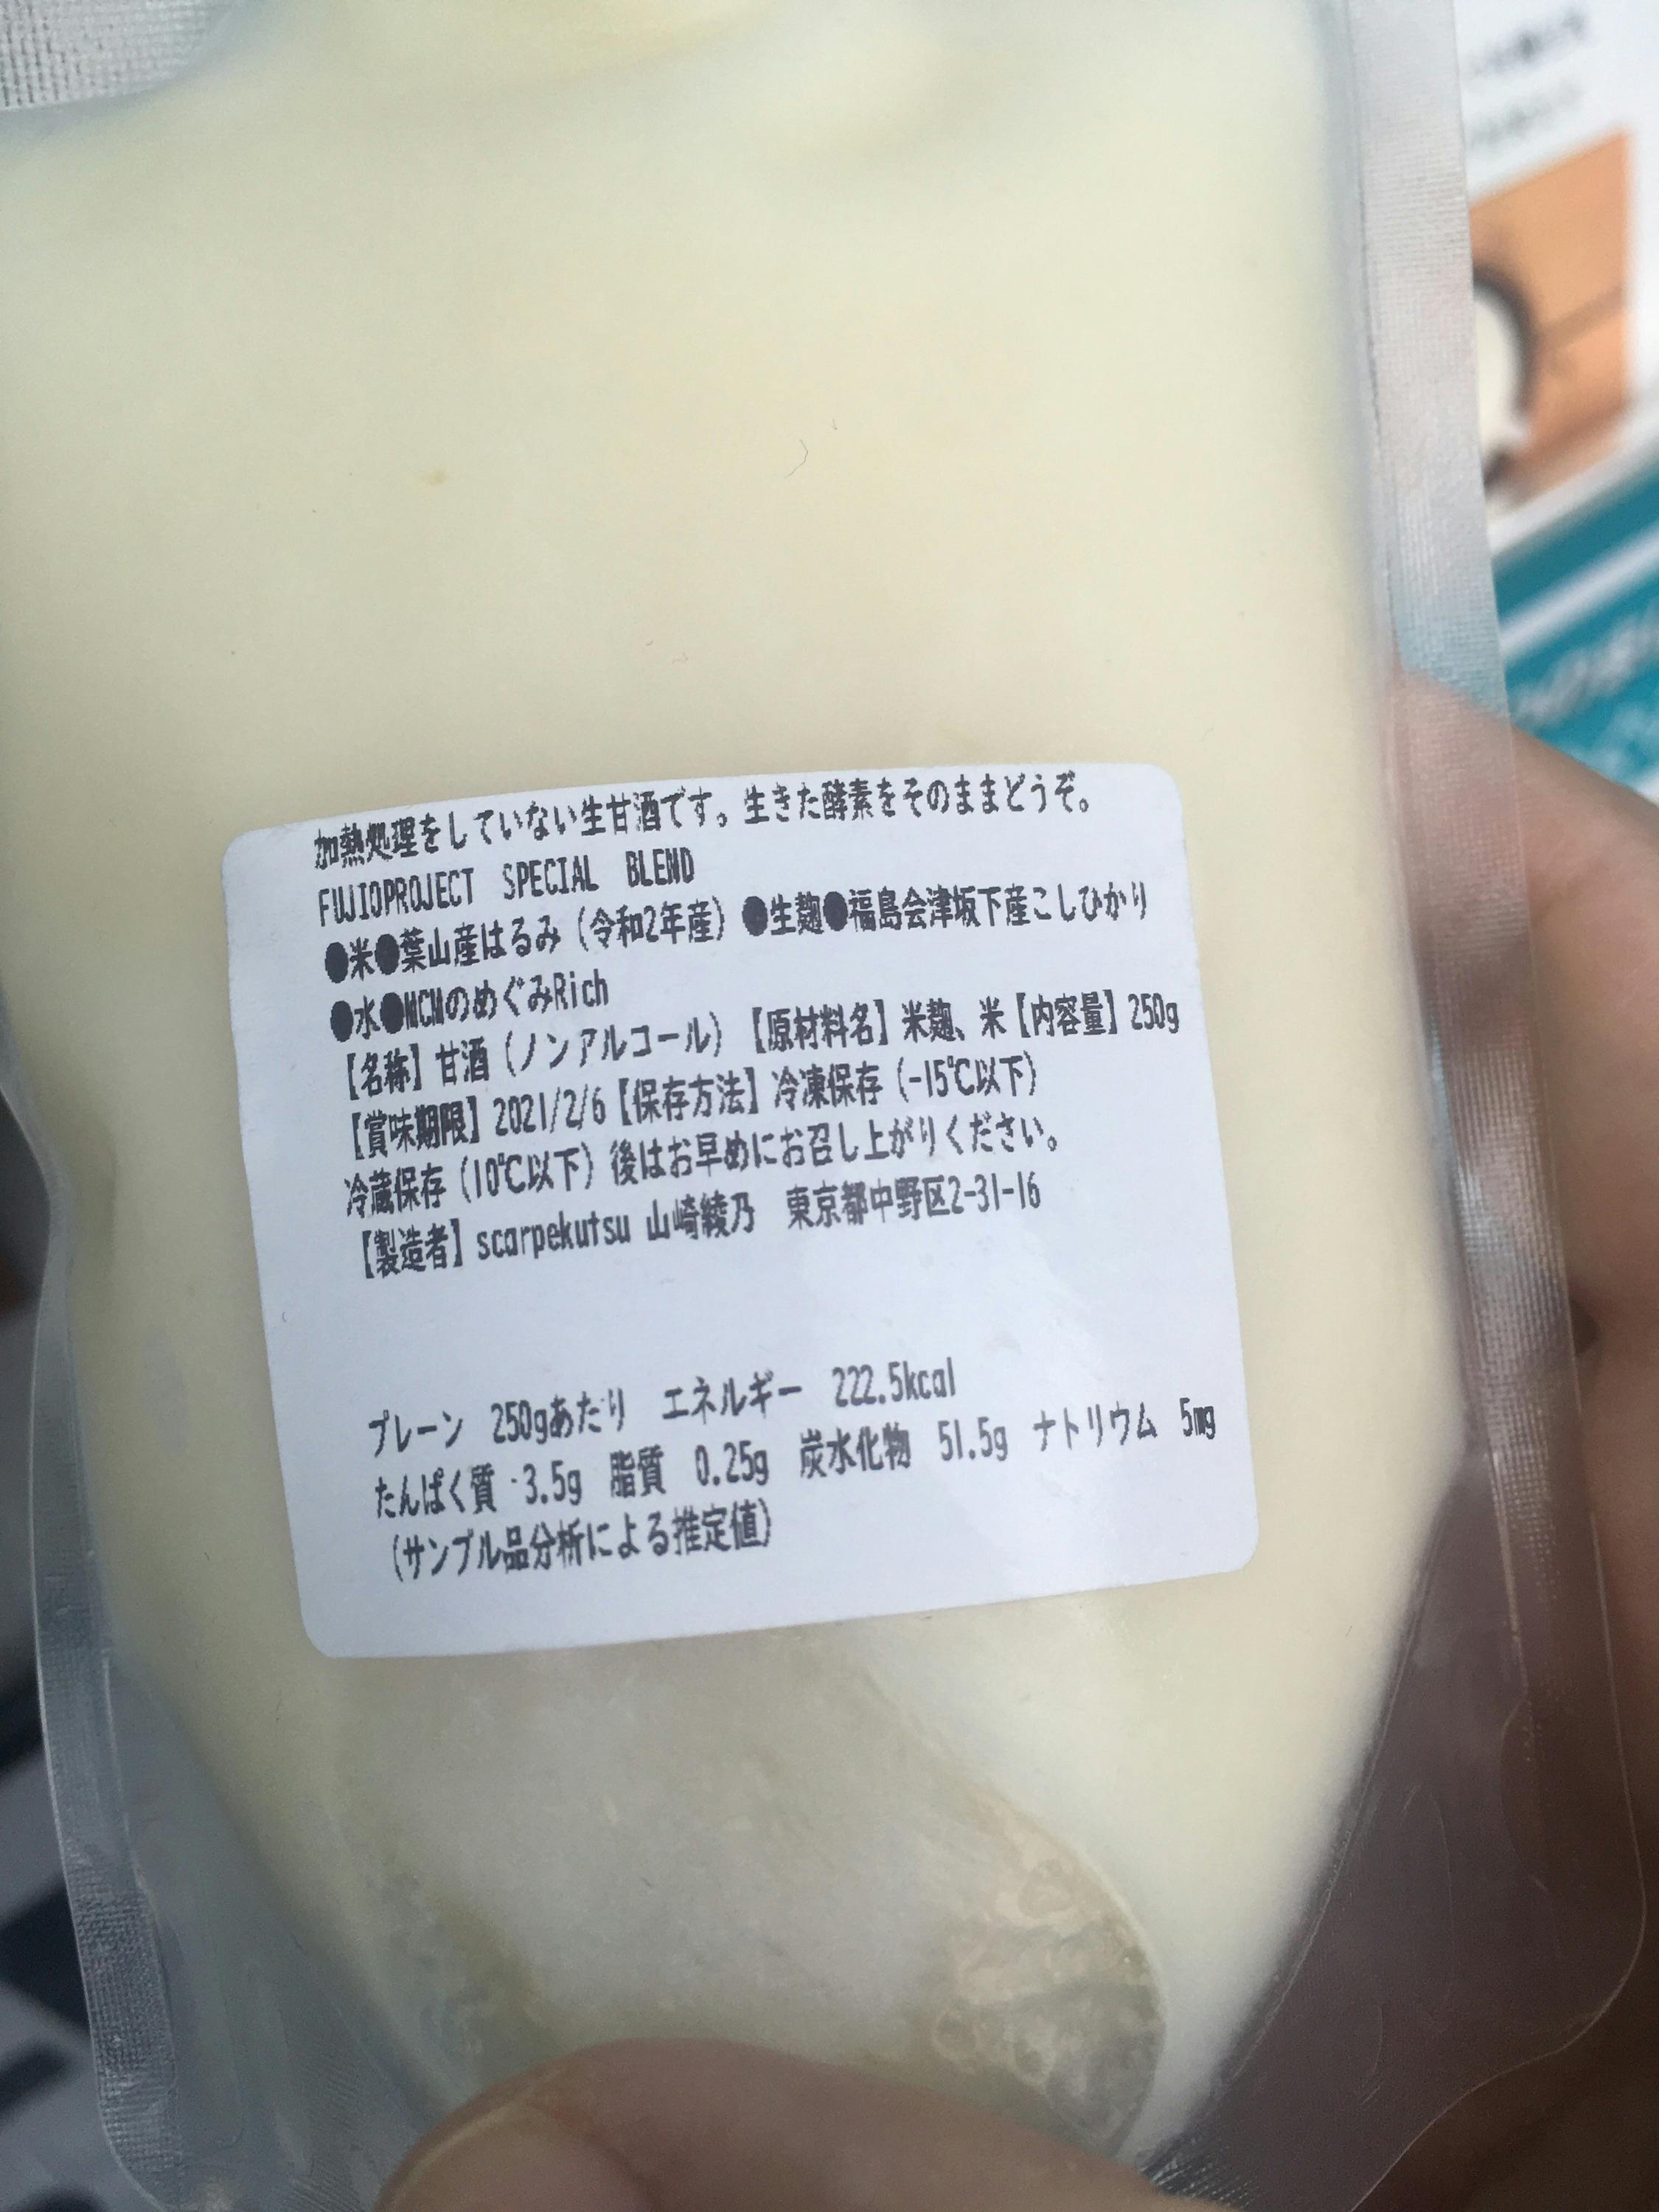 加熱処理をしていない生甘酒です。生きた酵素をそのままどうぞ。
FUJIOPROJECT SPECIAL BLEND
●米●葉山産はるみ（令和2年産）●生麹●福島会津坂下産こしひかり
●水●MCMのめぐみRich
【名称】甘酒（ノンアルコール）【原材料名】米麹、米【内容量】250g
【賞味期限】2021/2/6【保存方法】冷凍保存（-15℃以下）
冷蔵保存（10℃以下）後はお早めにお召し上がりください。
【製造者】scarpekutsu 山崎綾乃 東京都中野区2-31-16
プレーン 250gあたり エネルギー 222.5kcal
たんぱく質 3.5g 脂質 0.25g 炭水化物 51.5g ナトリウム 5mg
（サンプル品分析による推定値）